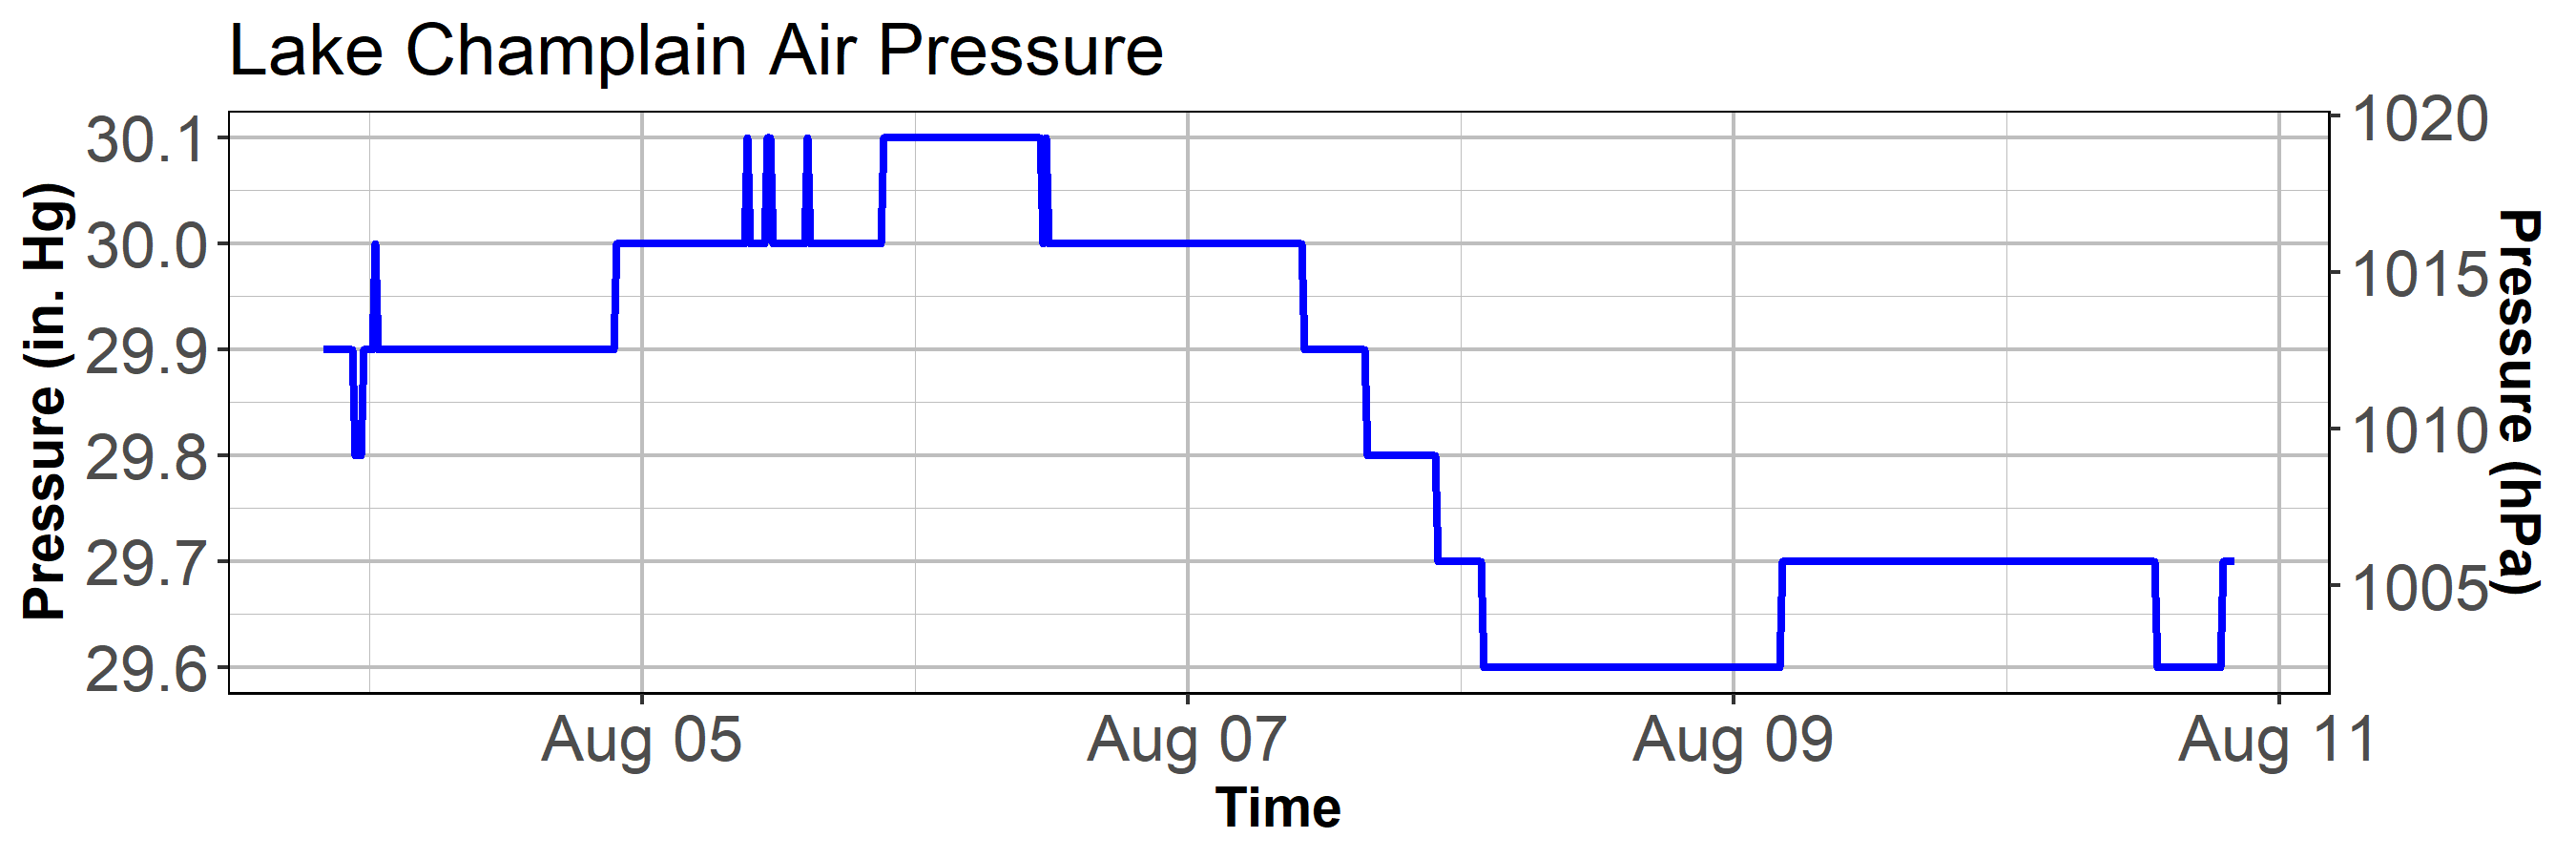 Lake Champlain Air Pressure
Pressure (in. Hg)
30.1
30.0
29.9
29.8
29.7
29.6
1020
1015
1010
1005
Pressure (hPa)
Aug 05
Aug 07
Aug 09
Aug 11
Time